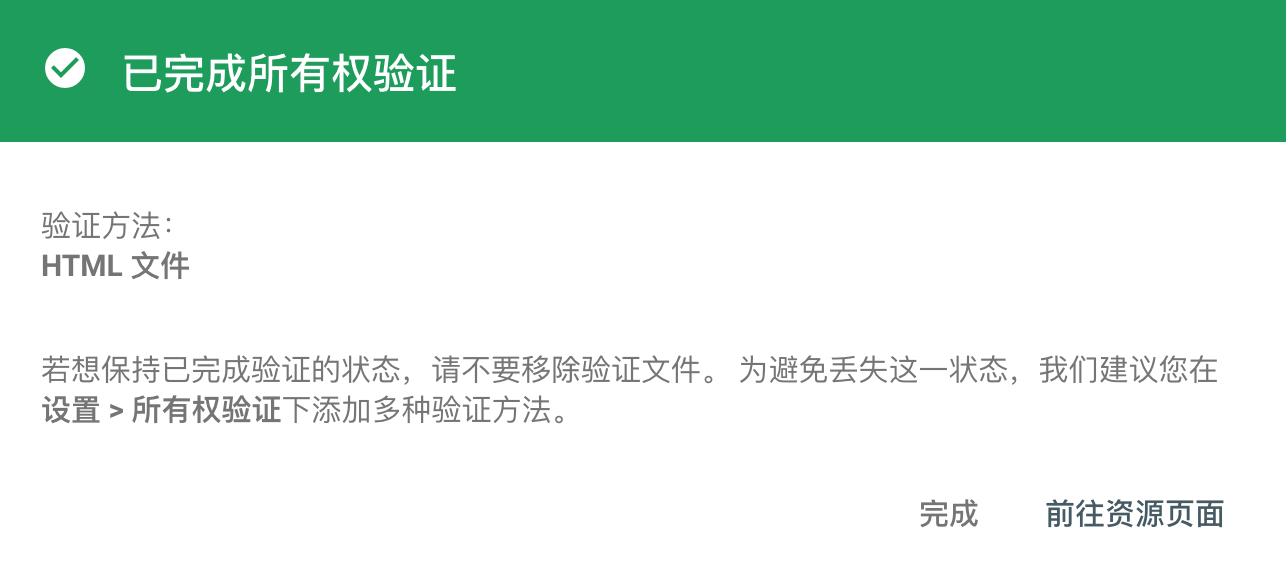 已完成所有权验证
验证方法：
HTML 文件
若想保持已完成验证的状态，请不要移除验证文件。 为避免丢失这一状态，我们建议您在
设置 > 所有权验证下添加多种验证方法。
完成 前往资源页面